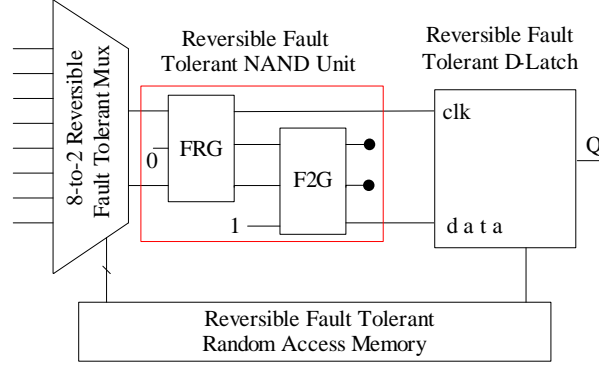 Reversible Fault
Tolerant NAND Unit
Reversible Fault
Tolerant D-Latch
8-to-2 Reversible
Fault Tolerant Mux
FRG
0
F2G
1
clk
data
Q
Reversible Fault Tolerant
Random Access Memory